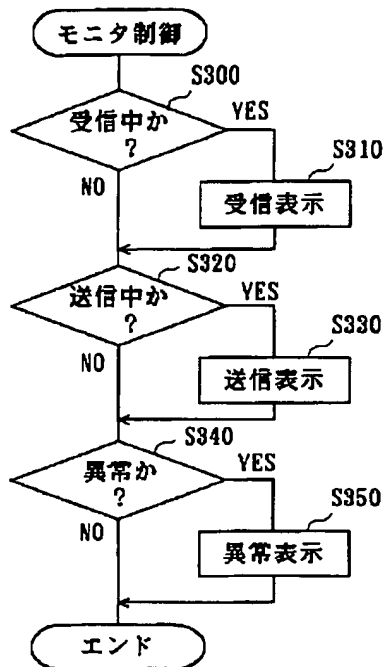 モニタ制御
S300
受信中か
?
YES
NO
S310
受信表示
S320
送信中か
?
YES
NO
S330
送信表示
S340
異常か
?
YES
NO
S350
異常表示
エンド